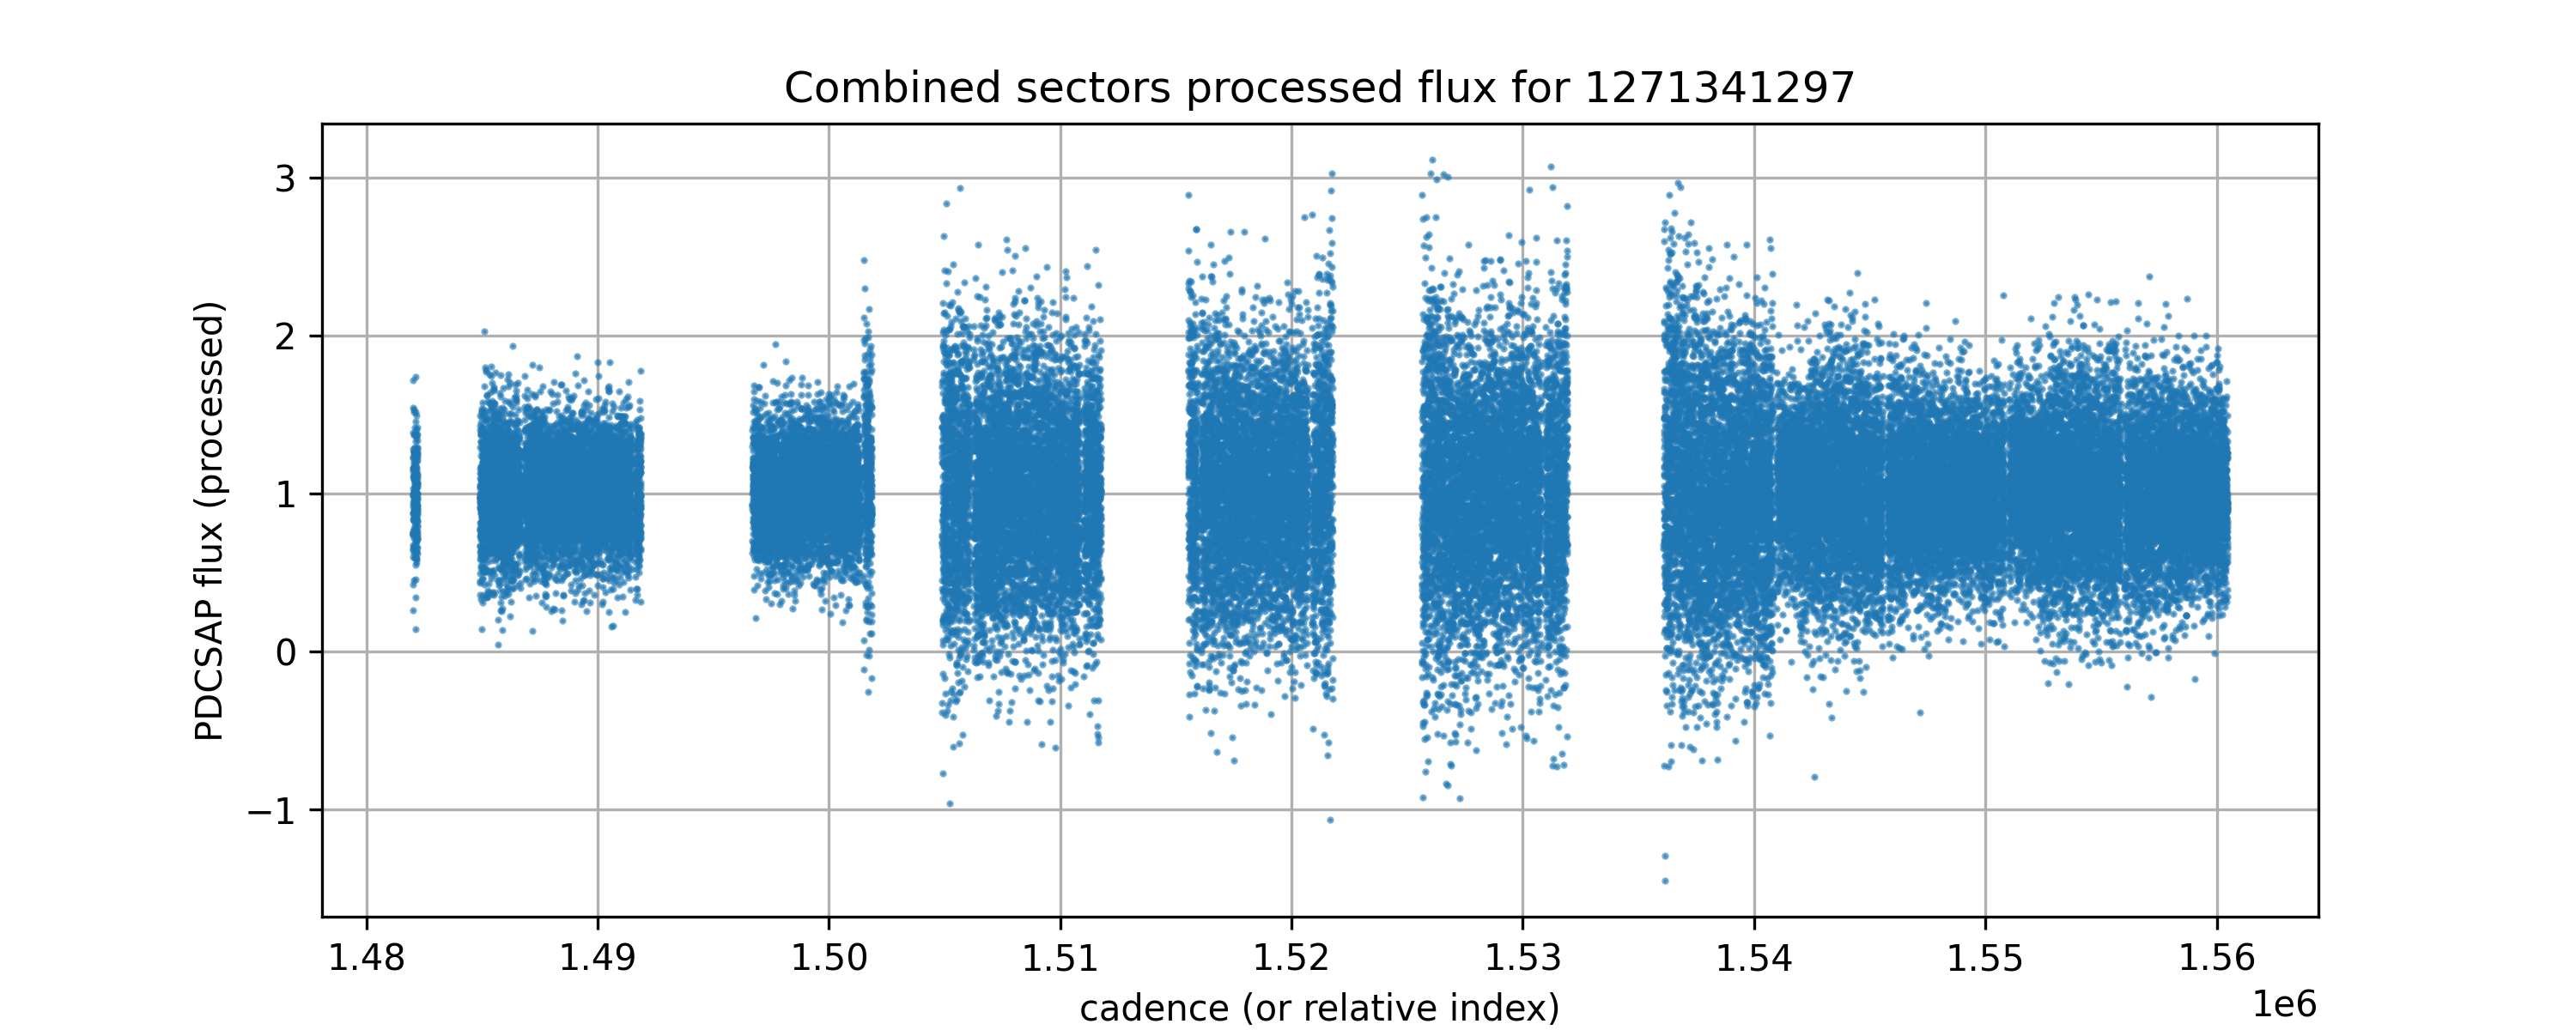 Combined sectors processed flux for 1271341297
PDCSAP flux (processed)
3
2
1
0
−1
1.48 1.49 1.50 1.51 1.52 1.53 1.54 1.55 1.56
1e6
cadence (or relative index)